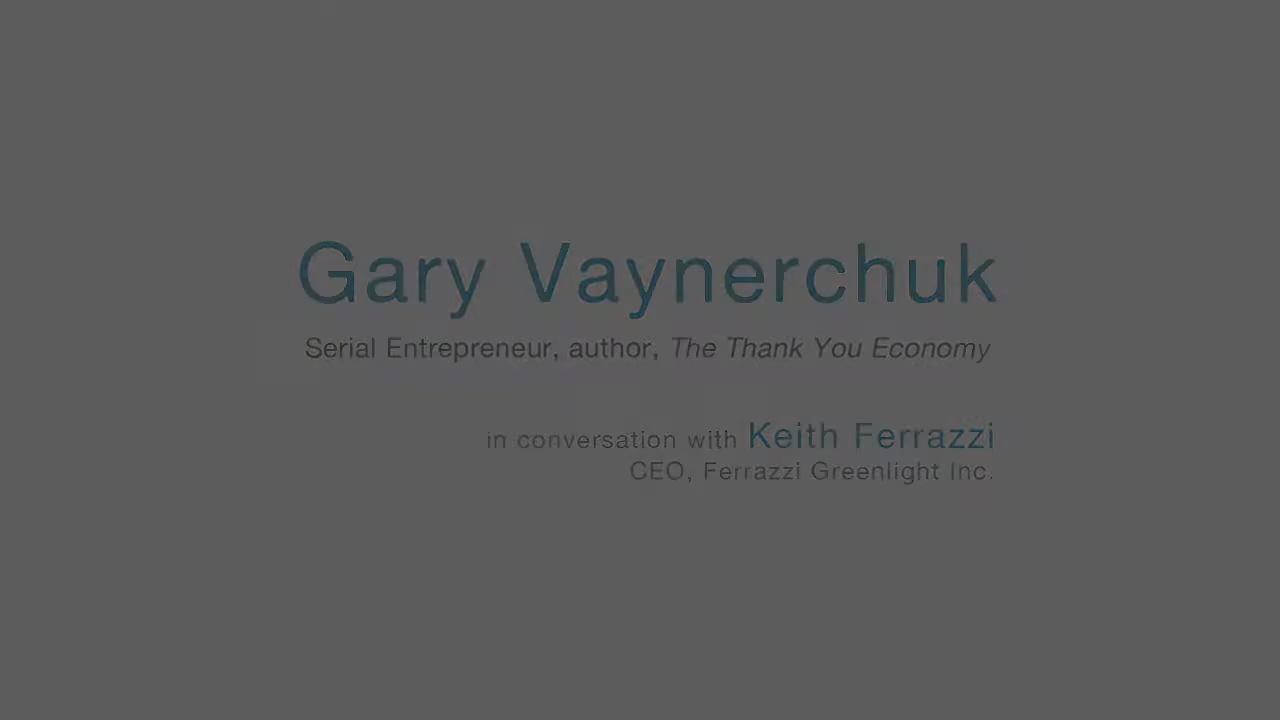 Gary Vaynerchuk
Serial Entrepreneur, author, The Thank You Economy
in conversation with Keith Ferrazzi
CEO, Ferrazzi Greenlight Inc.